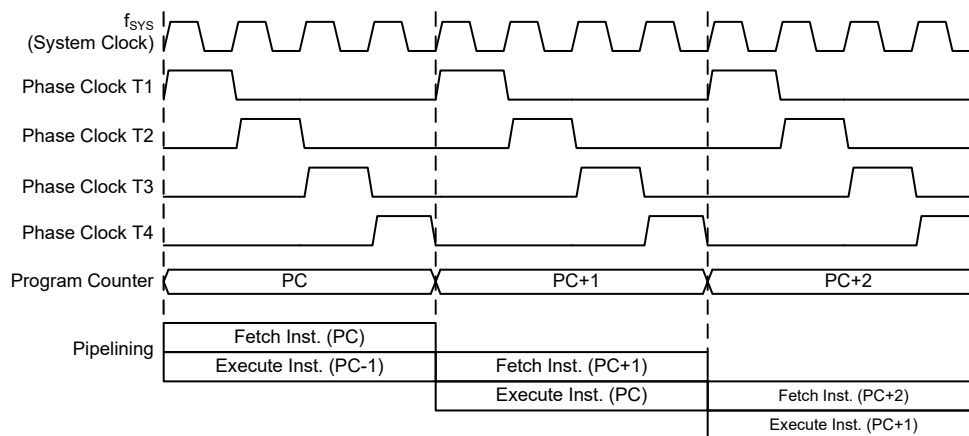 fSYS
(System Clock)
Phase Clock T1
Phase Clock T2
Phase Clock T3
Phase Clock T4
Program Counter PC PC+1 PC+2
Pipelining
Fetch Inst. (PC)
Execute Inst. (PC-1) Fetch Inst. (PC+1)
Execute Inst. (PC) Fetch Inst. (PC+2)
Execute Inst. (PC+1)